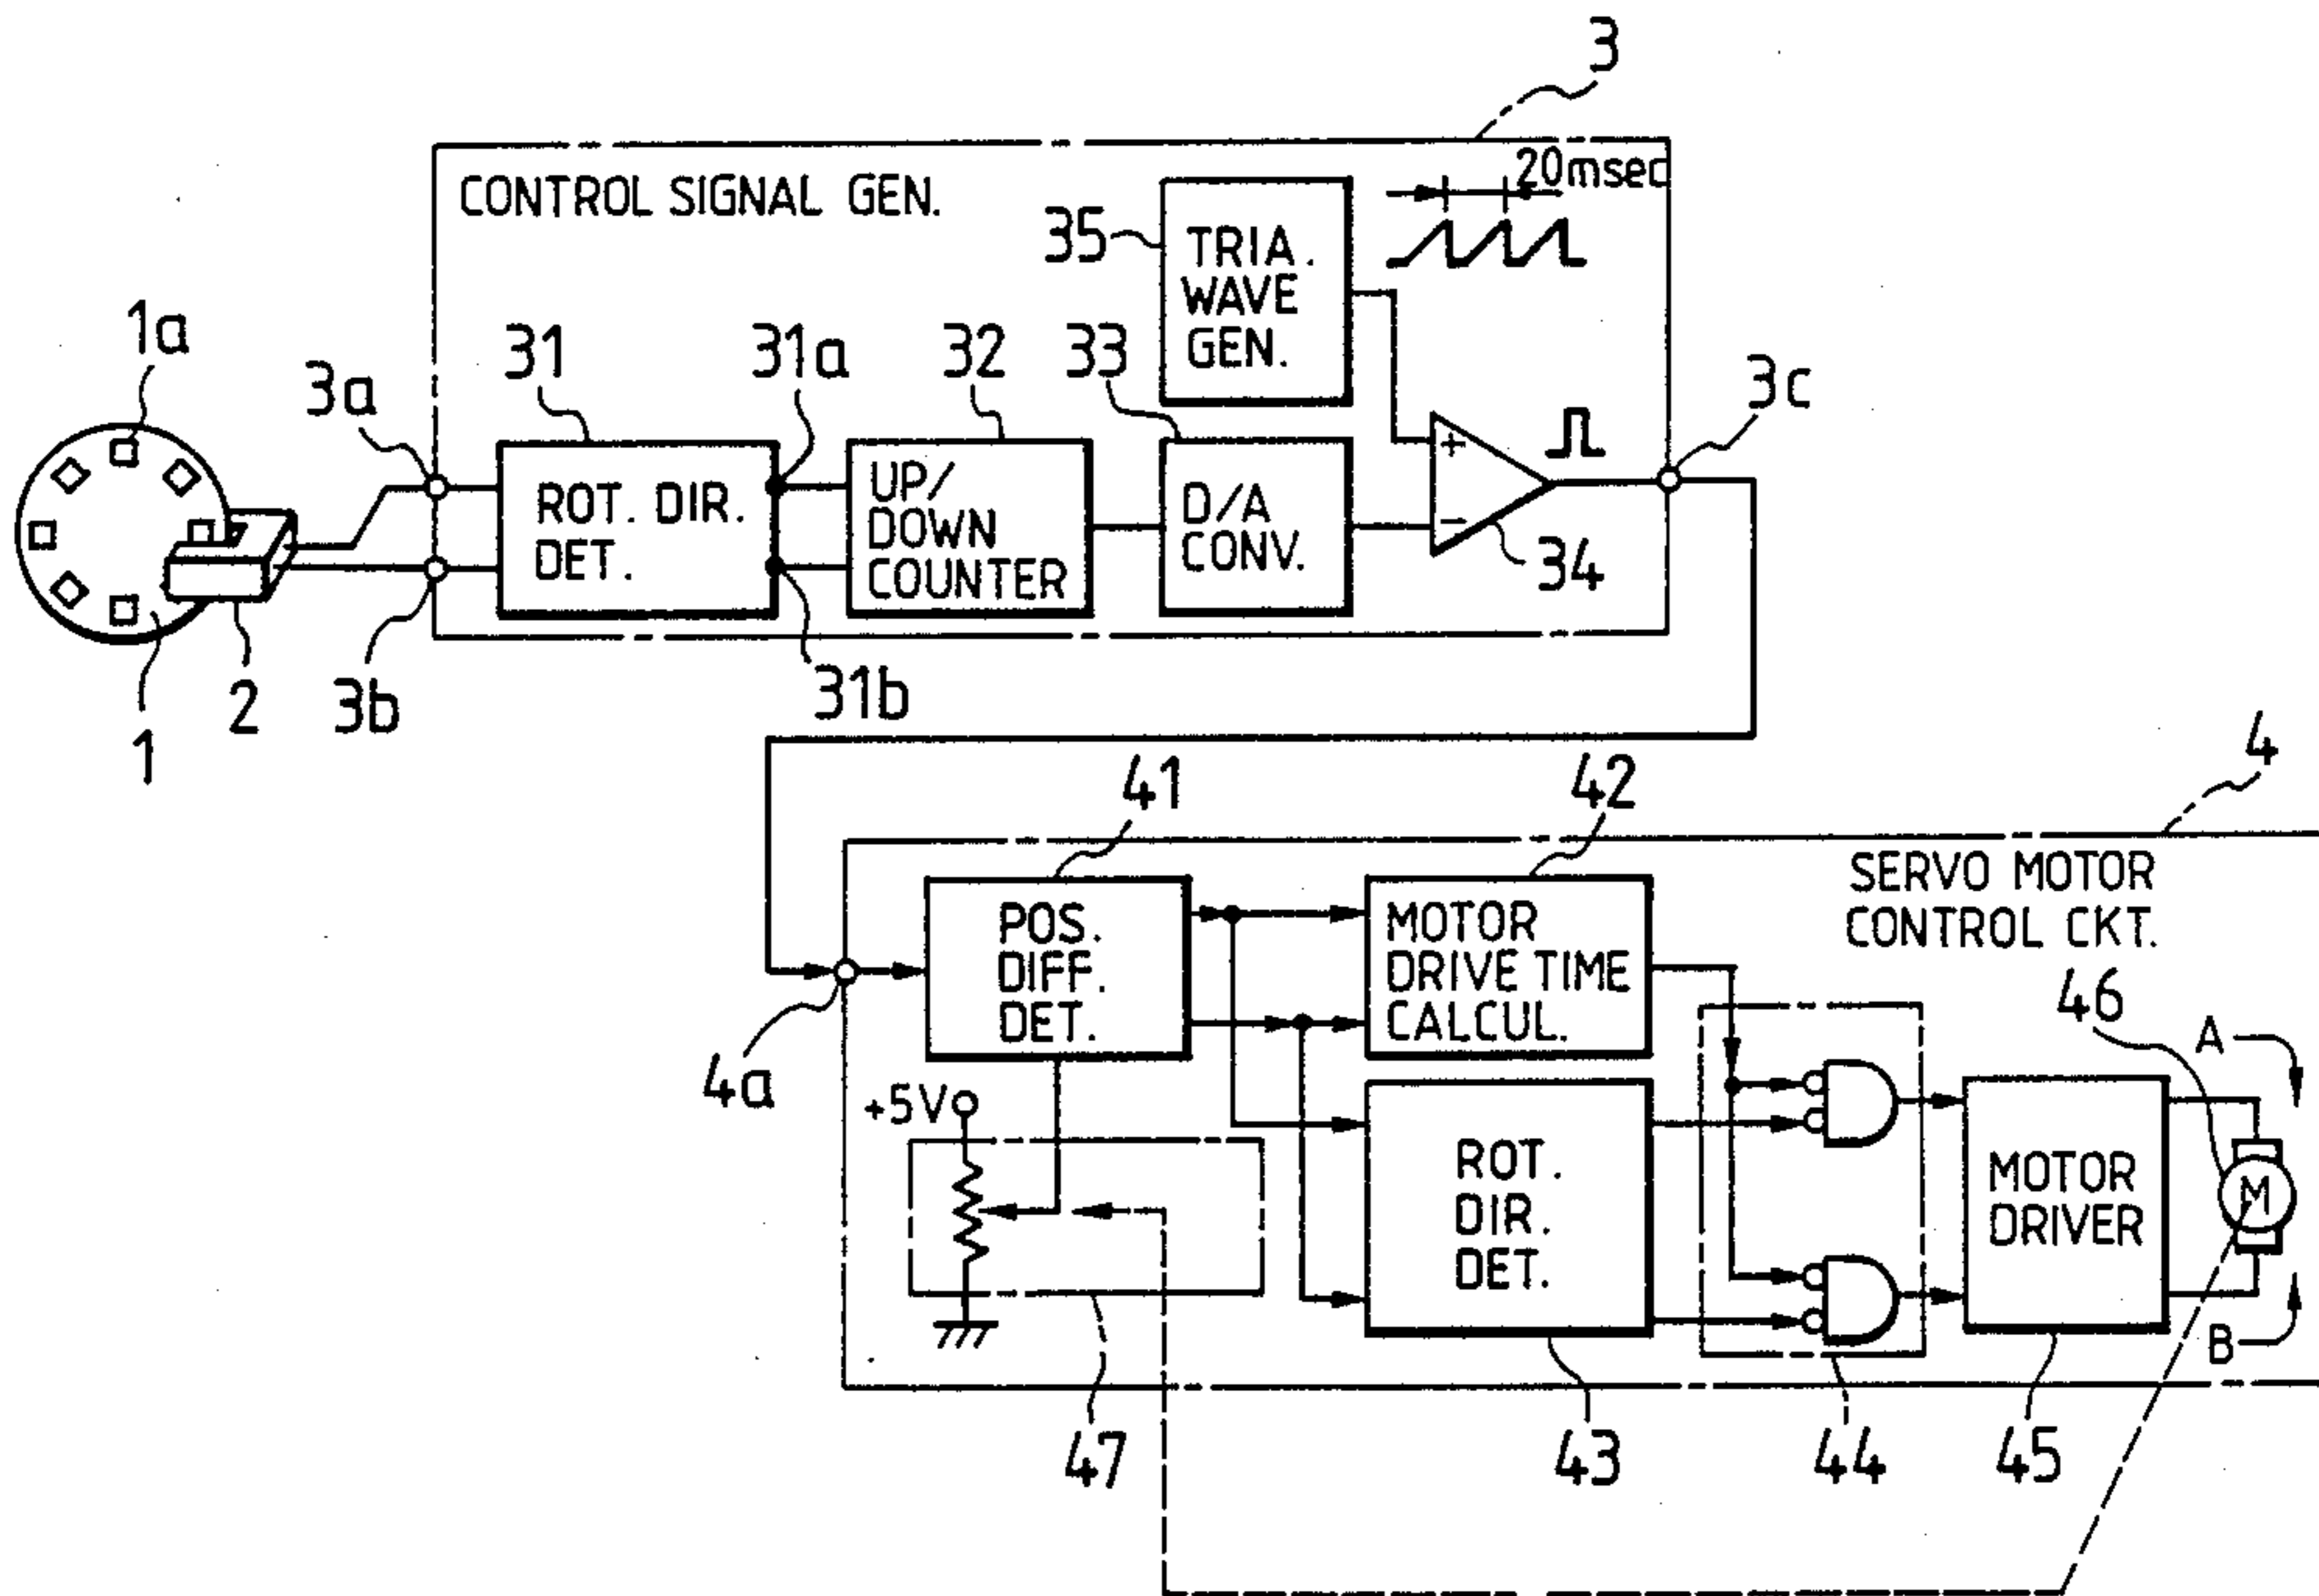 3
20msec
CONTROL SIGNAL GEN.
35
TRIA.
WAVE
GEN.
1a
3a
31
31a
32
33
3c
ROT. DIR.
DET.
UP/
DOWN
COUNTER
D/A
CONV.
+
−
34
1
2
3b
31b
4
41
42
SERVO MOTOR
CONTROL CKT.
POS.
DIFF.
DET.
MOTOR
DRIVE TIME
CALCUL.
46
A
4a
+5V
ROT.
DIR.
DET.
MOTOR
DRIVER
M
B
47
43
44
45